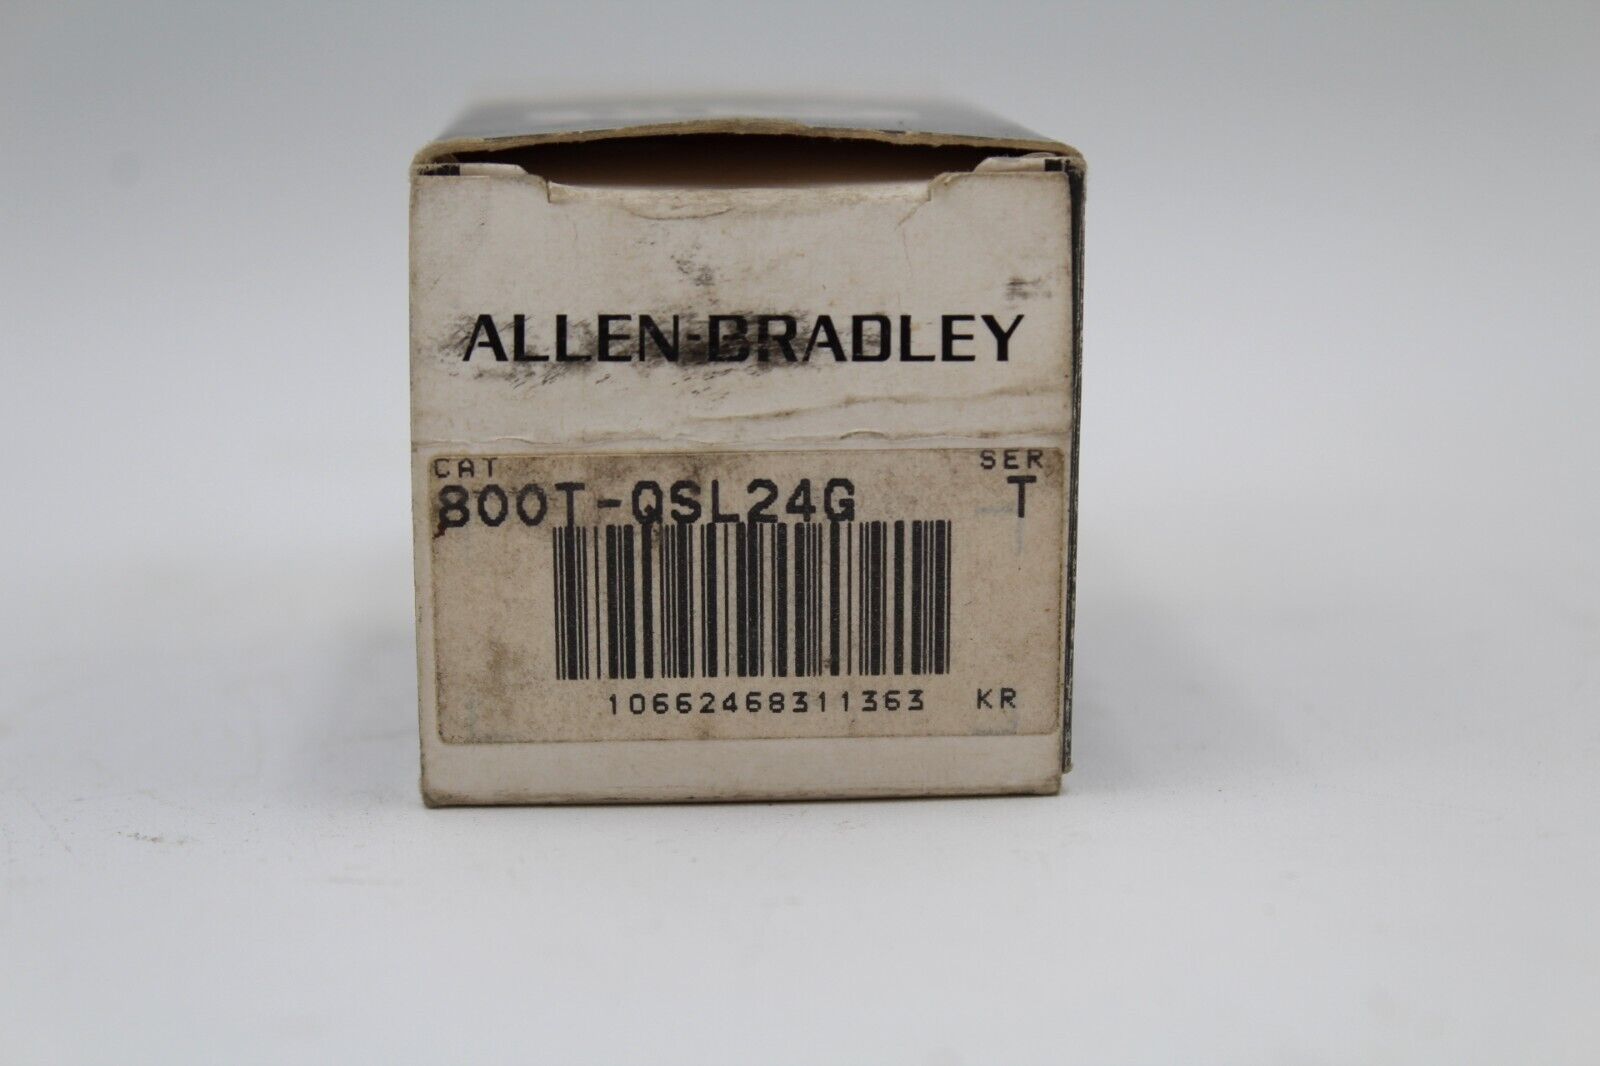 ALLEN-BRADLEY
CAT SER
800T-QSL24G T
10662468311363 KR